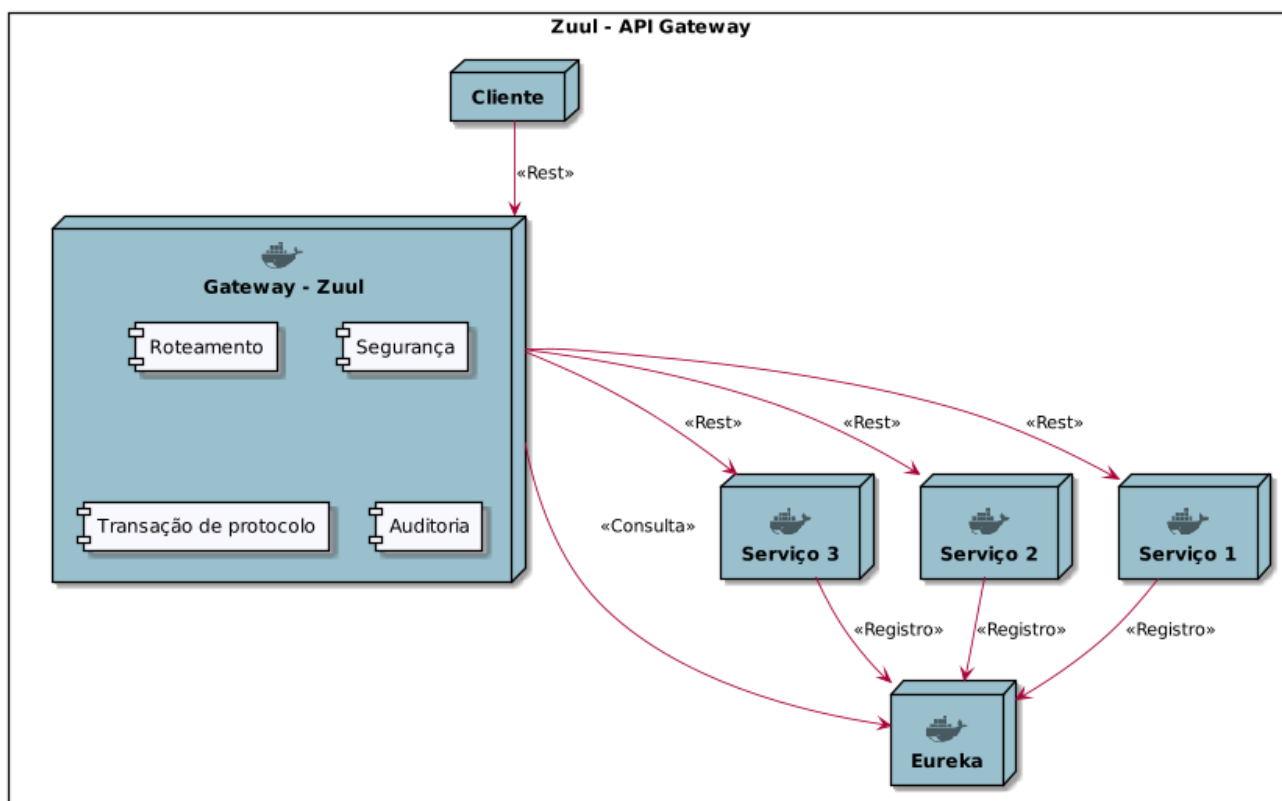 Zuul - API Gateway
Cliente
«Rest»
Gateway - Zuul
Roteamento
Segurança
Transação de protocolo
Auditoria
«Rest»
«Rest»
«Rest»
«Consulta»
Serviço 3
Serviço 2
Serviço 1
«Registro»
«Registro»
«Registro»
Eureka